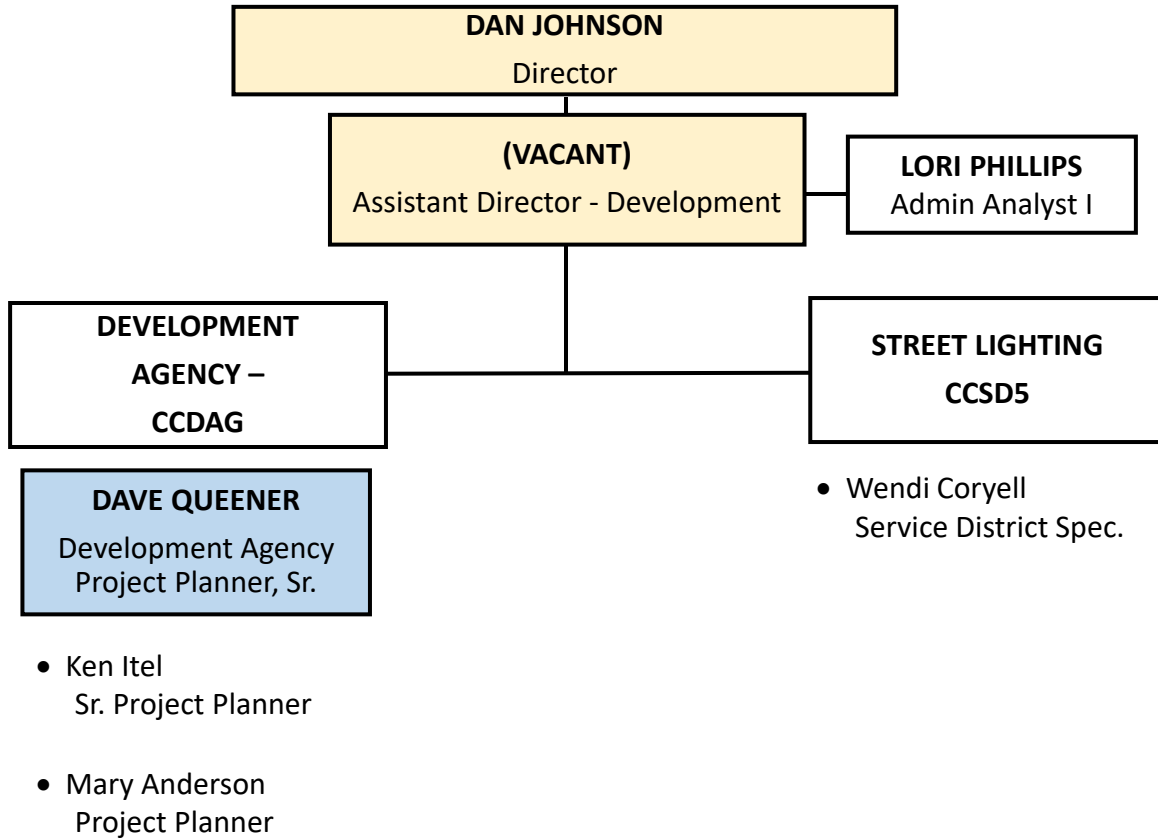 DAN JOHNSON
Director
(VACANT)
Assistant Director - Development
LORI PHILLIPS
Admin Analyst I
DEVELOPMENT
AGENCY –
CCDAG
STREET LIGHTING
CCSD5
DAVE QUEENER
Development Agency
Project Planner, Sr.
• Ken Itel
Sr. Project Planner
• Mary Anderson
Project Planner
• Wendi Coryell
Service District Spec.